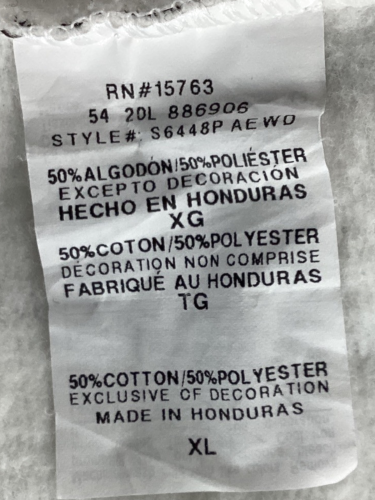 RN#15763
54 20L 886906
STYLE#: S6448P AEWD
50%ALGODÓN/50%POLIÉSTER
EXCEPTO DECORACIÓN
HECHO EN HONDURAS
XG
50%COTON/50%POLYESTER
DÉCORATION NON COMPRISE
FABRIQUÉ AU HONDURAS
TG
50%COTTON/50%POLYESTER
EXCLUSIVE OF DECORATION
MADE IN HONDURAS
XL